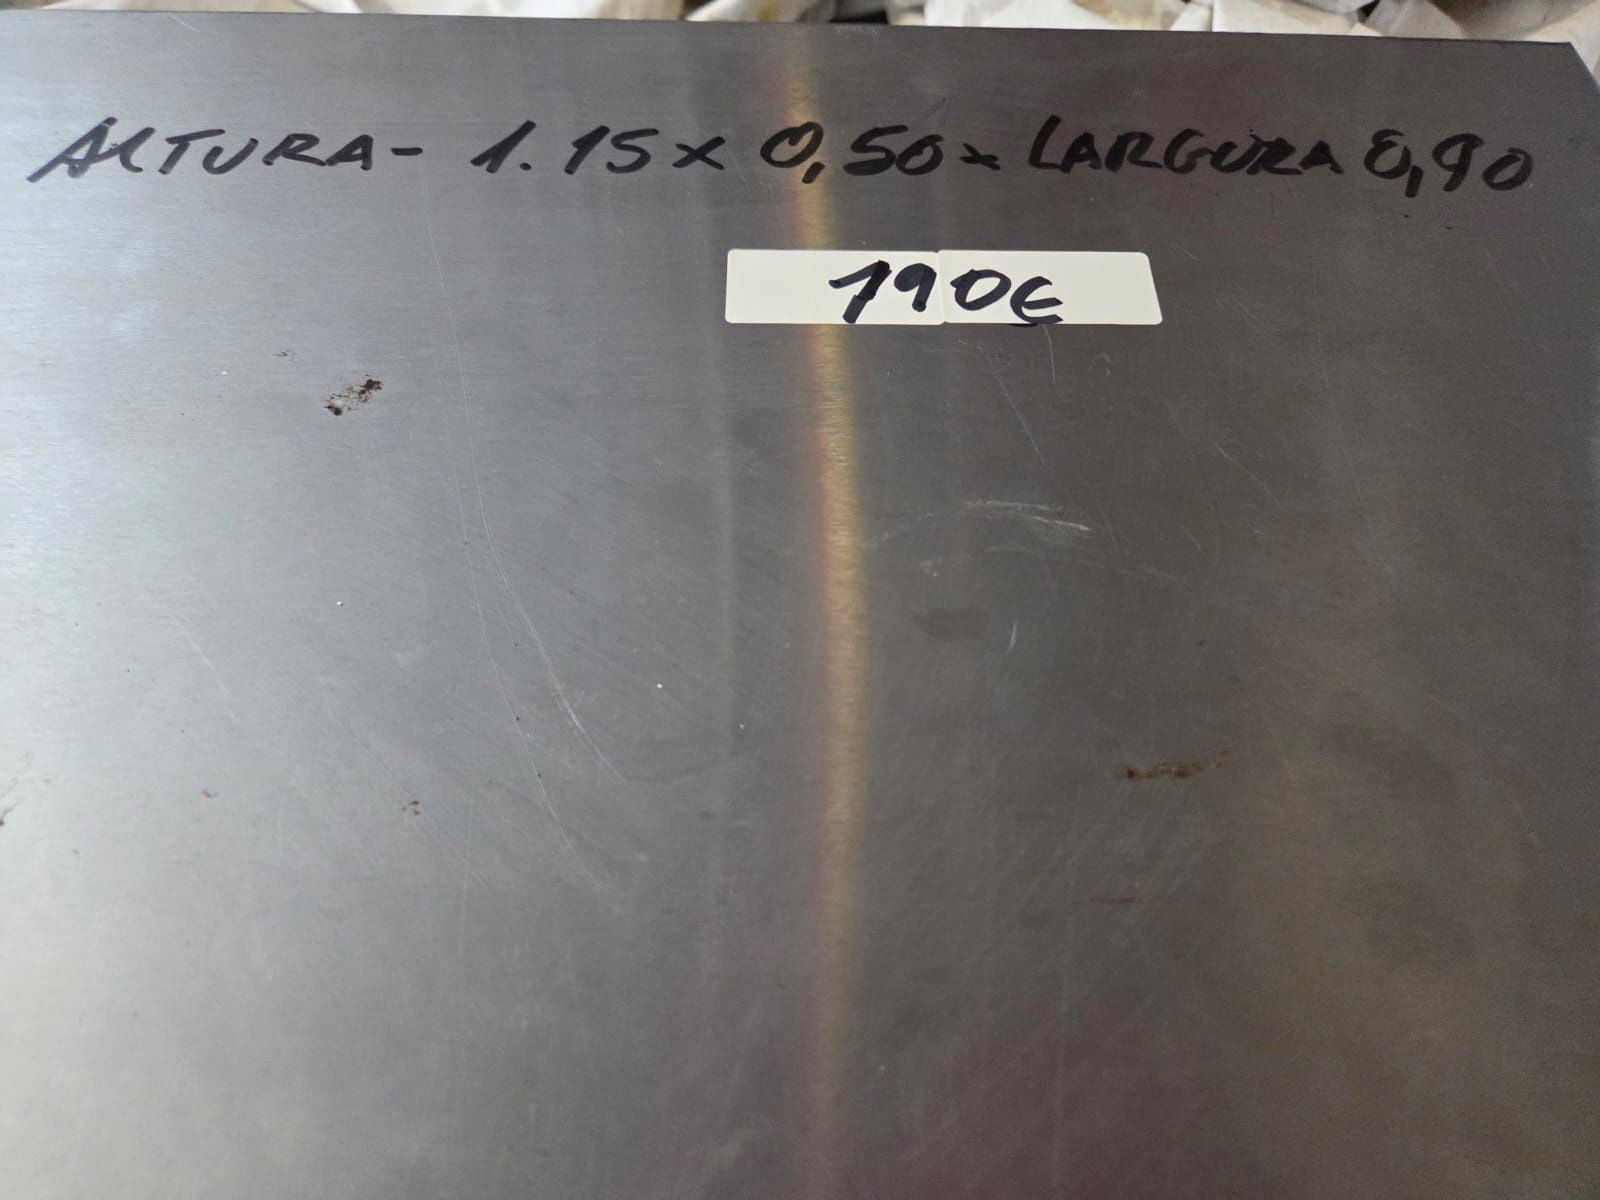 ALTURA - 1.15 x 0,50 x LARGURA 0,90
190€